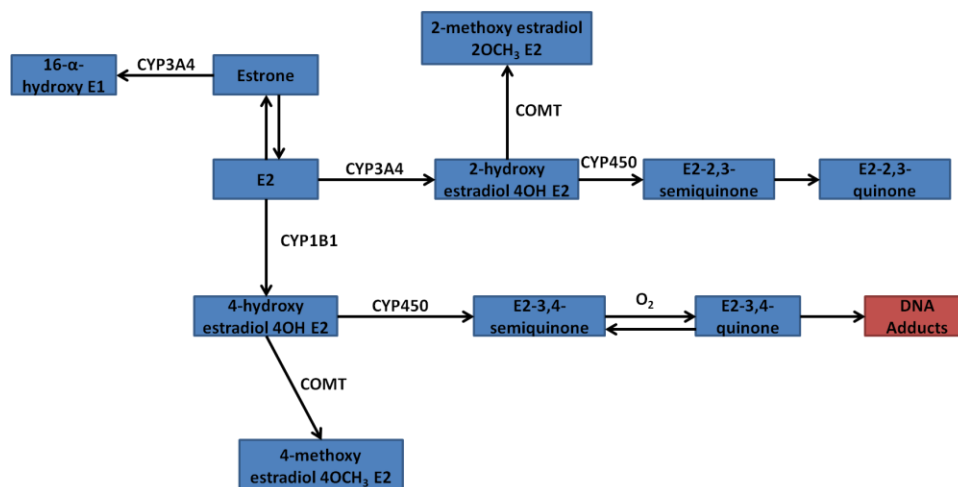 2-methoxy estradiol
2OCH₃ E2
16-α-
hydroxy E1
CYP3A4
Estrone
COMT
E2
CYP3A4
2-hydroxy
estradiol 4OH E2
CYP450
E2-2,3-
semiquinone
E2-2,3-
quinone
CYP1B1
4-hydroxy
estradiol 4OH E2
CYP450
E2-3,4-
semiquinone
O₂
E2-3,4-
quinone
DNA
Adducts
COMT
4-methoxy
estradiol 4OCH₃ E2